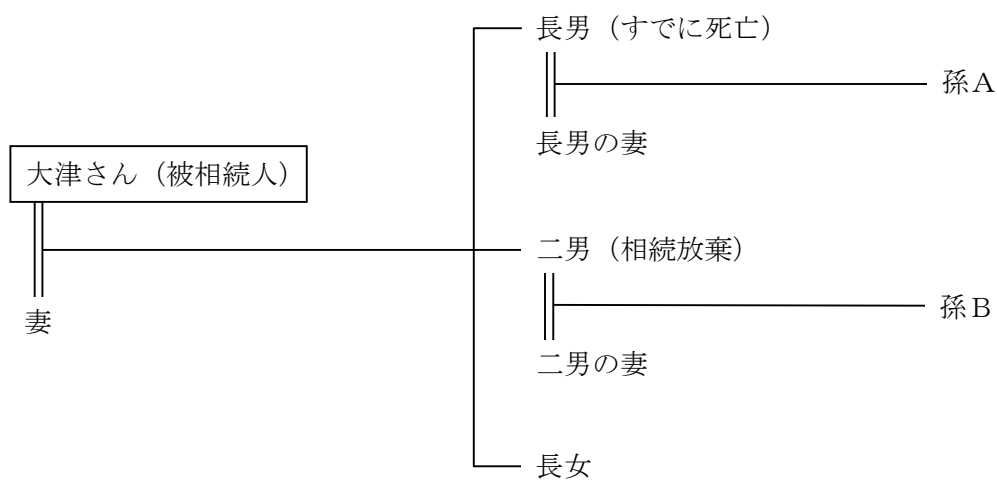 長男(すでに死亡)
孫A
長男の妻
大津さん(被相続人)
二男(相続放棄)
孫B
妻
二男の妻
長女